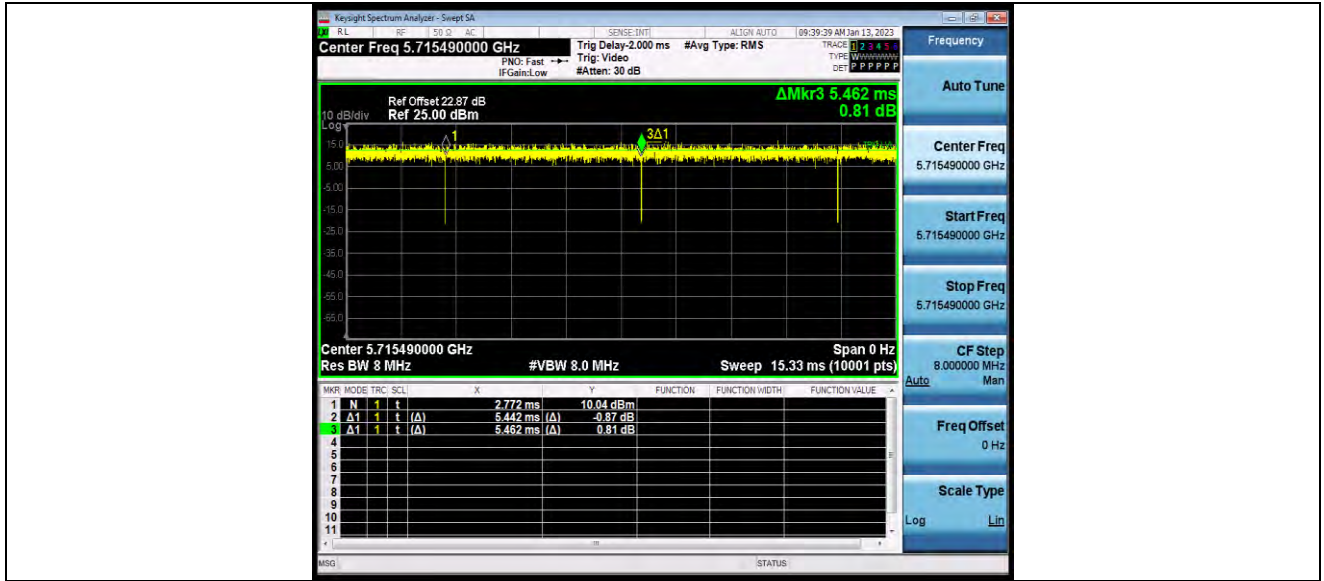 Keysight Spectrum Analyzer - Swept SA
RL RF 50 Ω AC SENSE:INT ALIGN AUTO 09:39:39 AM Jan 13, 2023
Center Freq 5.715490000 GHz
Trig Delay-2.000 ms #Avg Type: RMS
TRACE 1 2 3 4 5 6
PNO: Fast Trig: Video
TYPE WWWWWW
IFGain:Low #Atten: 30 dB
DET P P P P P P
ΔMkr3 5.462 ms
0.81 dB
Ref Offset 22.87 dB
10 dB/div Ref 25.00 dBm
Log
1
3Δ1
15.0
5.00
-5.00
-15.0
-25.0
-35.0
-45.0
-55.0
-65.0
Center 5.715490000 GHz Span 0 Hz
Res BW 8 MHz #VBW 8.0 MHz Sweep 15.33 ms (10001 pts)
MKR MODE TRC SCL X Y FUNCTION FUNCTION WIDTH FUNCTION VALUE
1 N 1 t 2.772 ms 10.04 dBm
2 Δ1 1 t (Δ) 5.442 ms (Δ) -0.87 dB
3 Δ1 1 t (Δ) 5.462 ms (Δ) 0.81 dB
4
5
6
7
8
9
10
11
MSG STATUS
Frequency
Auto Tune
Center Freq
5.715490000 GHz
Start Freq
5.715490000 GHz
Stop Freq
5.715490000 GHz
CF Step
8.000000 MHz
Auto Man
Freq Offset
0 Hz
Scale Type
Log Lin